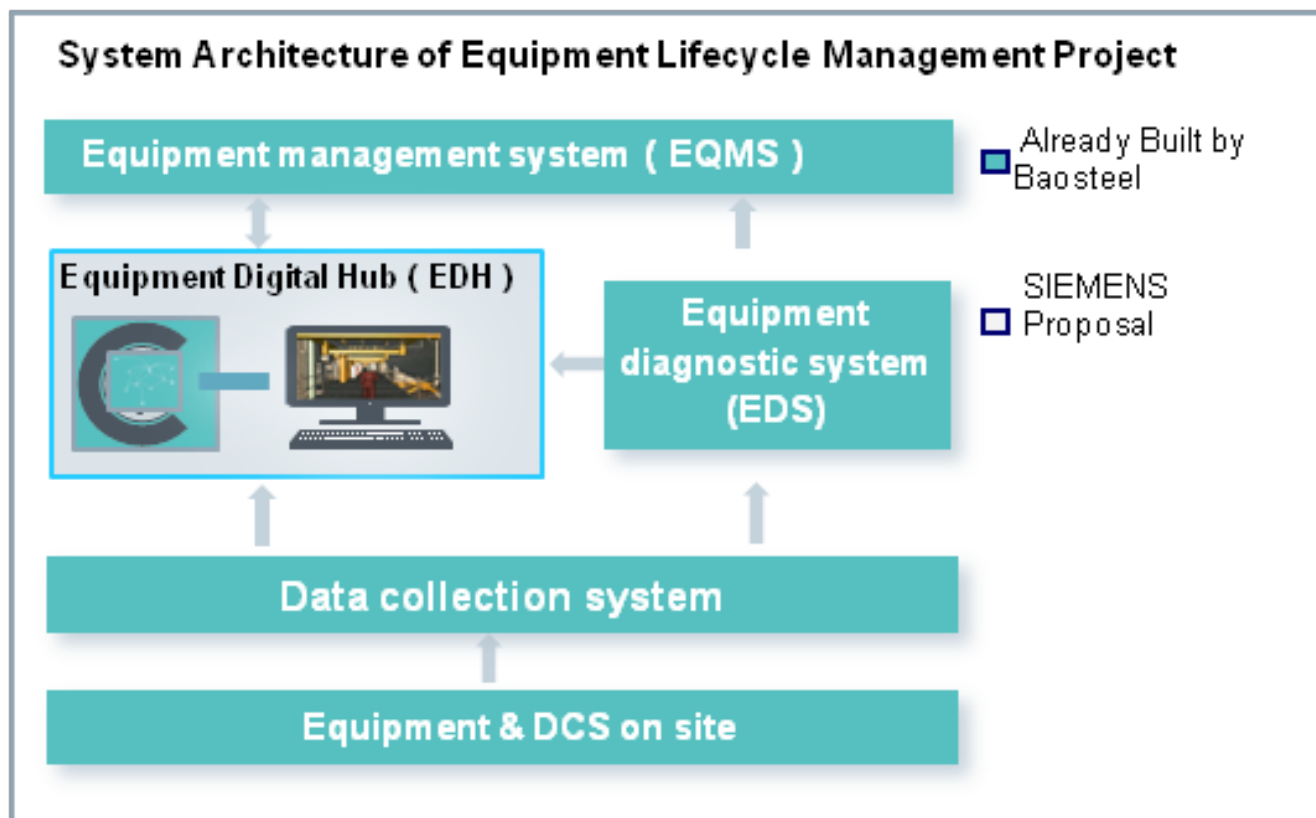 System Architecture of Equipment Lifecycle Management Project
Equipment management system ( EQMS )
Already Built by
Baosteel
Equipment Digital Hub ( EDH )
Equipment
diagnostic system
(EDS)
SIEMENS
Proposal
Data collection system
Equipment & DCS on site